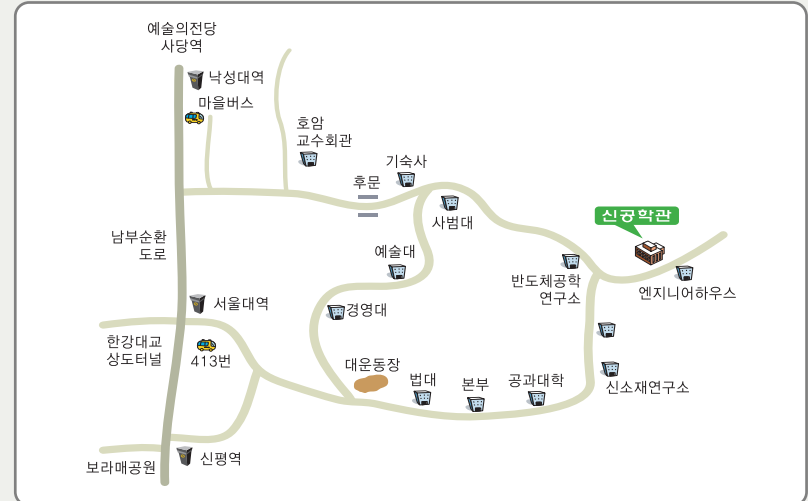 예술의전당
사당역
낙성대역
마을버스
호암
교수회관
기숙사
후문
사범대
신공학관
남부순환
도로
예술대
반도체공학
연구소
엔지니어하우스
서울대역
경영대
한강대교
상도터널
413번
대운동장
법대
본부
공과대학
신소재연구소
보라매공원
신평역